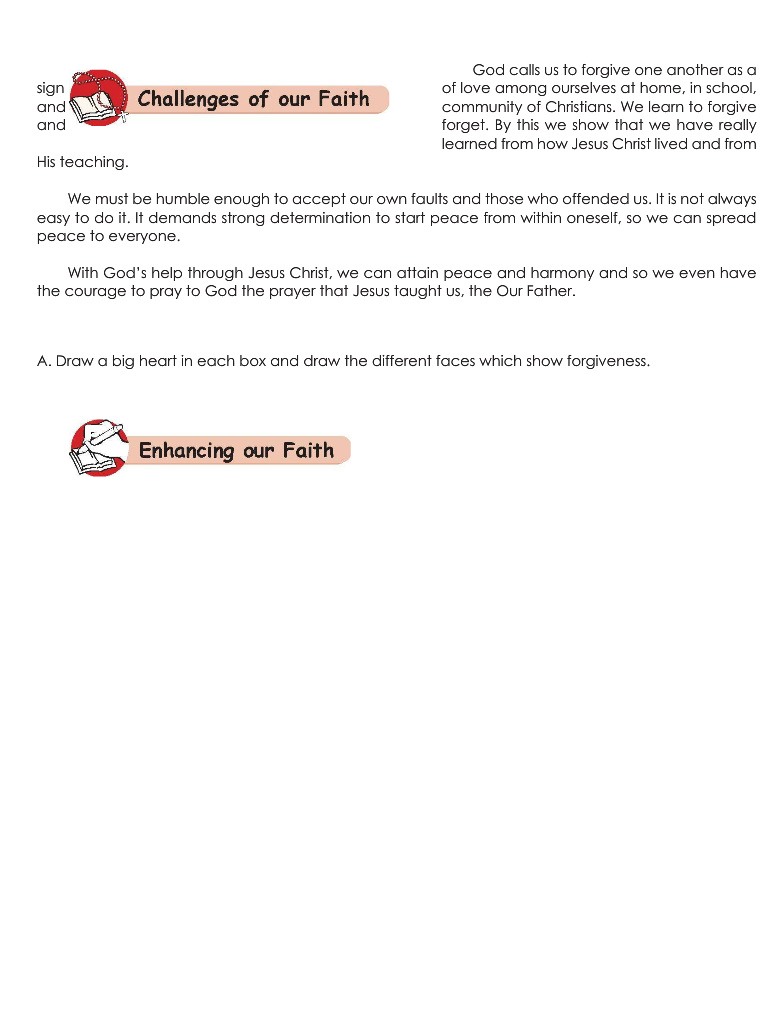 God calls us to forgive one another as a
sign of love among ourselves at home, in school,
and community of Christians. We learn to forgive
and forget. By this we show that we have really
learned from how Jesus Christ lived and from
His teaching.
Challenges of our Faith
We must be humble enough to accept our own faults and those who offended us. It is not always
easy to do it. It demands strong determination to start peace from within oneself, so we can spread
peace to everyone.
With God's help through Jesus Christ, we can attain peace and harmony and so we even have
the courage to pray to God the prayer that Jesus taught us, the Our Father.
A. Draw a big heart in each box and draw the different faces which show forgiveness.
Enhancing our Faith